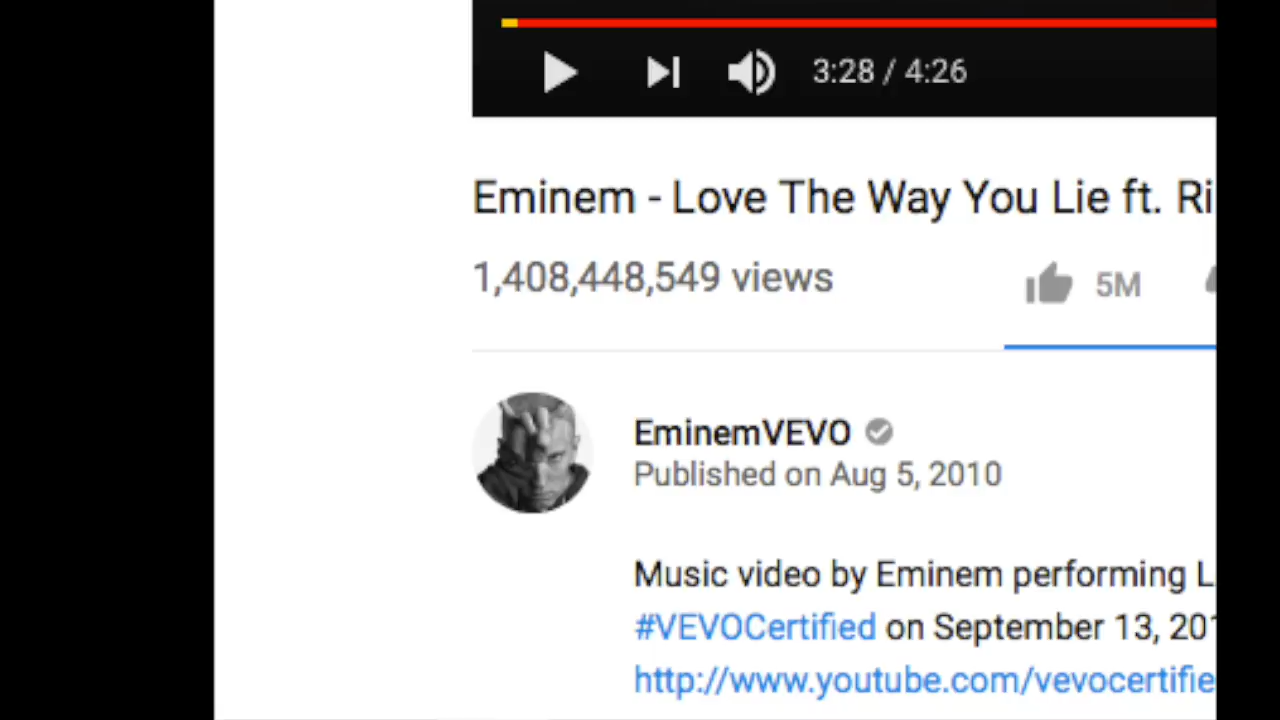 3:28 / 4:26
Eminem - Love The Way You Lie ft. Ri
1,408,448,549 views
5M
EminemVEVO
Published on Aug 5, 2010
Music video by Eminem performing L
#VEVOCertified on September 13, 201
http://www.youtube.com/vevocertifie